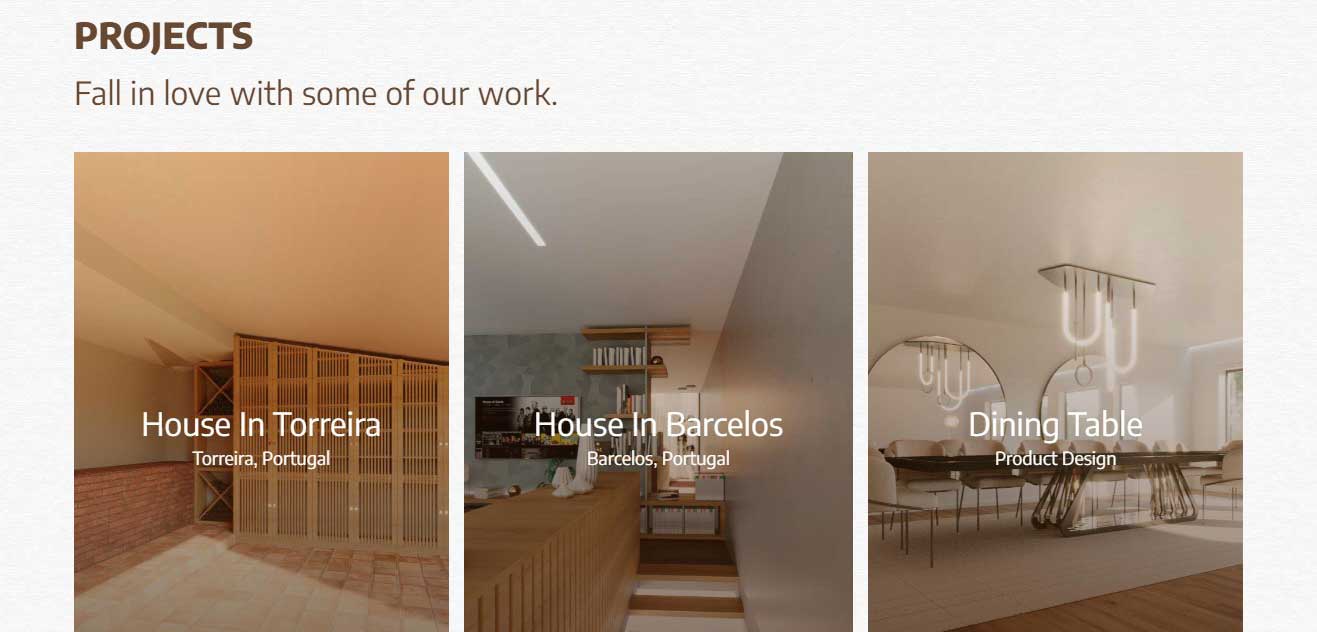 PROJECTS
Fall in love with some of our work.
House In Torreira
Torreira, Portugal
House In Barcelos
Barcelos, Portugal
Dining Table
Product Design